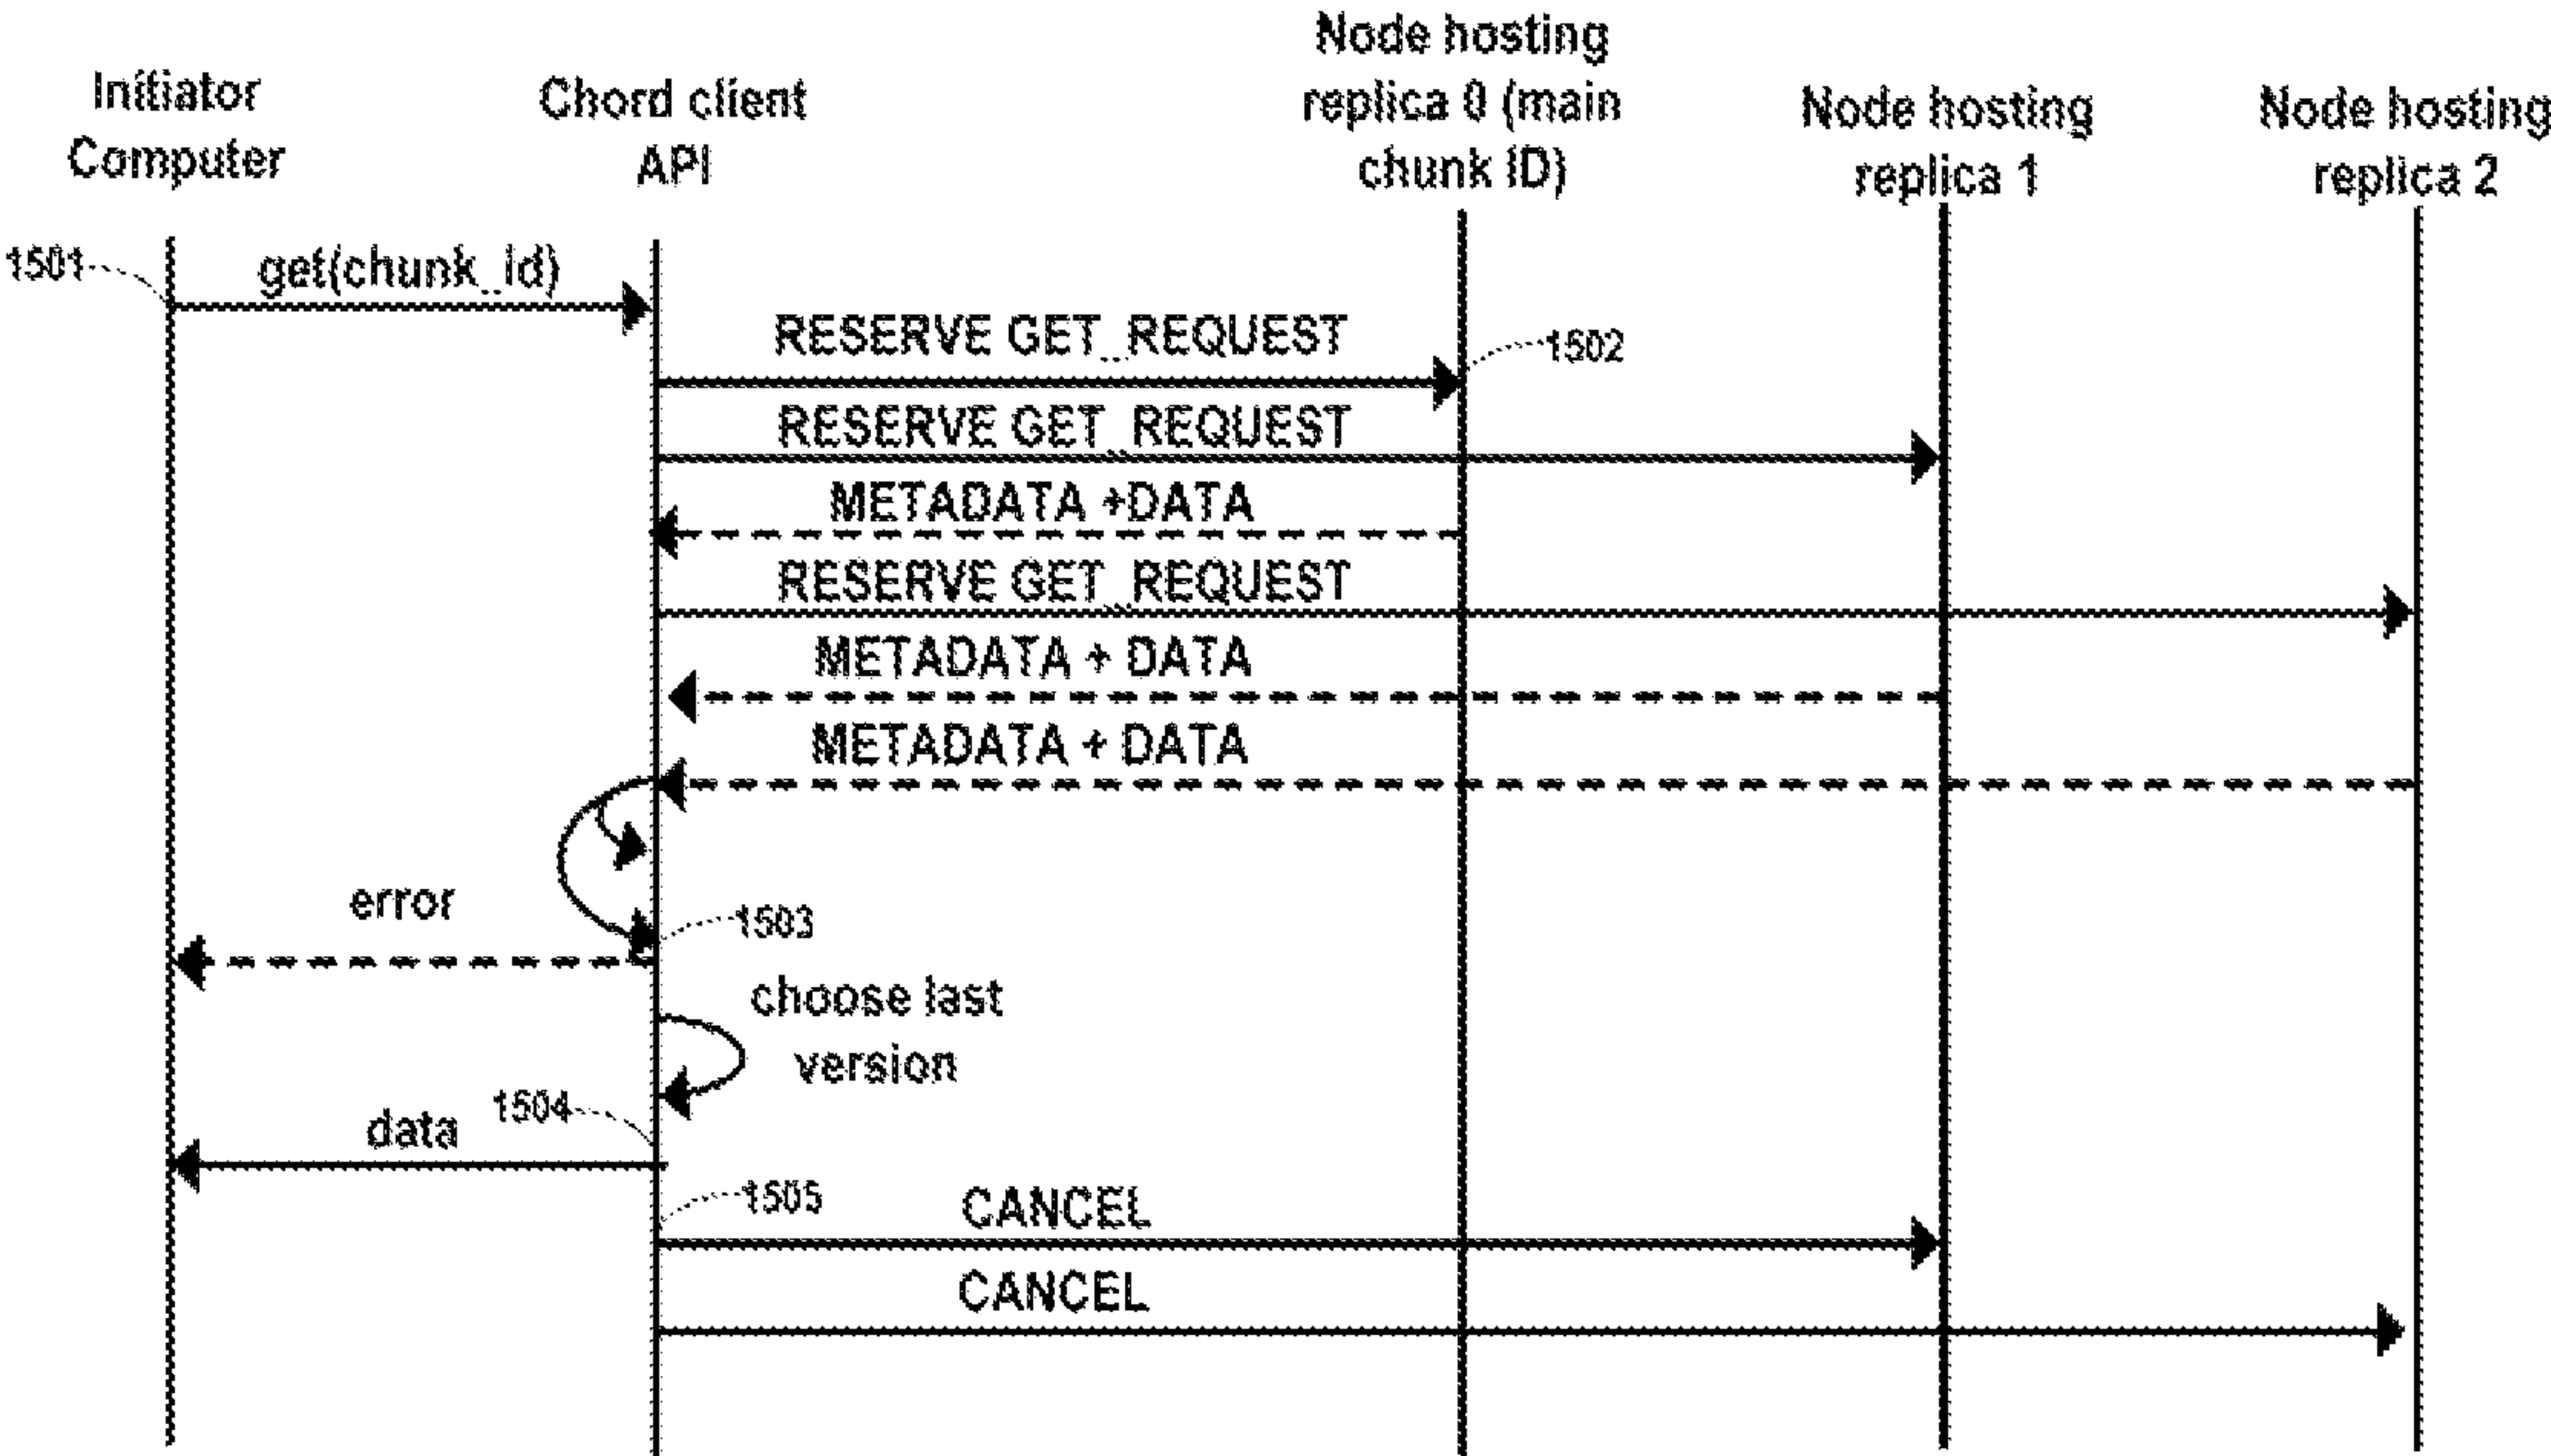 Initiator
Computer
Chord client
API
Node hosting
replica 0 (main
chunk ID)
Node hosting
replica 1
Node hosting
replica 2
1501
get(chunk_id)
RESERVE GET_REQUEST
1502
RESERVE GET_REQUEST
METADATA +DATA
RESERVE GET_REQUEST
METADATA + DATA
METADATA + DATA
error
1503
choose last
version
1504
data
1505
CANCEL
CANCEL